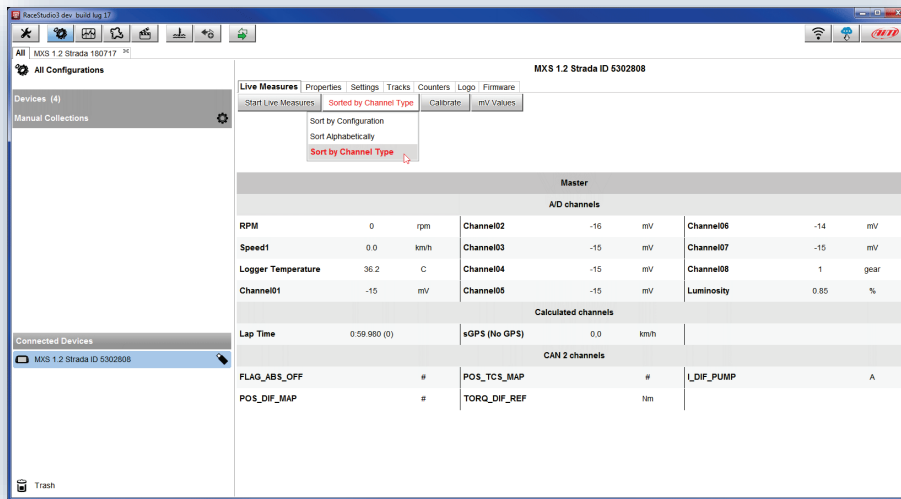 RaceStudio3 dev build lug 17
All MXS 1.2 Strada 180717
All Configurations
MXS 1.2 Strada ID 5302808
Live Measures Properties Settings Tracks Counters Logo Firmware
Devices (4)
Start Live Measures Sorted by Channel Type Calibrate mV Values
Manual Collections
Sort by Configuration
Sort Alphabetically
Sort by Channel Type
Master
A/D channels
RPM 0 rpm Channel02 -16 mV Channel06 -14 mV
Speed1 0.0 km/h Channel03 -15 mV Channel07 -15 mV
Logger Temperature 36.2 C Channel04 -15 mV Channel08 1 gear
Channel01 -15 mV Channel05 -15 mV Luminosity 0.85 %
Calculated channels
Lap Time 0:59.980 (0) sGPS (No GPS) 0.0 km/h
Connected Devices
CAN 2 channels
MXS 1.2 Strada ID 5302808
FLAG_ABS_OFF # POS_TCS_MAP # I_DIF_PUMP A
POS_DIF_MAP # TORQ_DIF_REF Nm
Trash